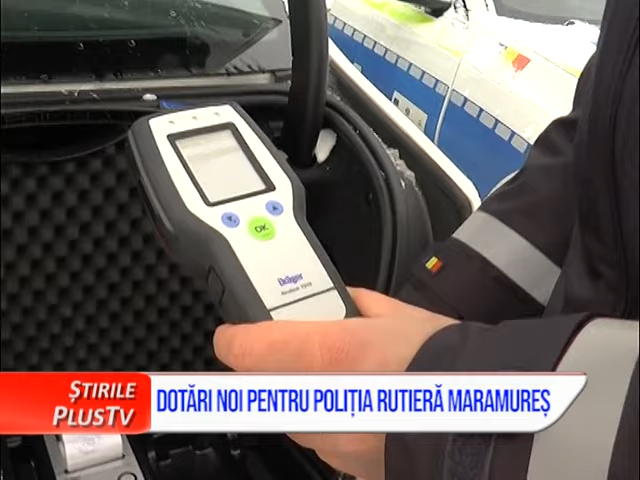 OK
Dräger
ȘTIRILE
PLUSTV
DOTĂRI NOI PENTRU POLIȚIA RUTIERĂ MARAMUREȘ